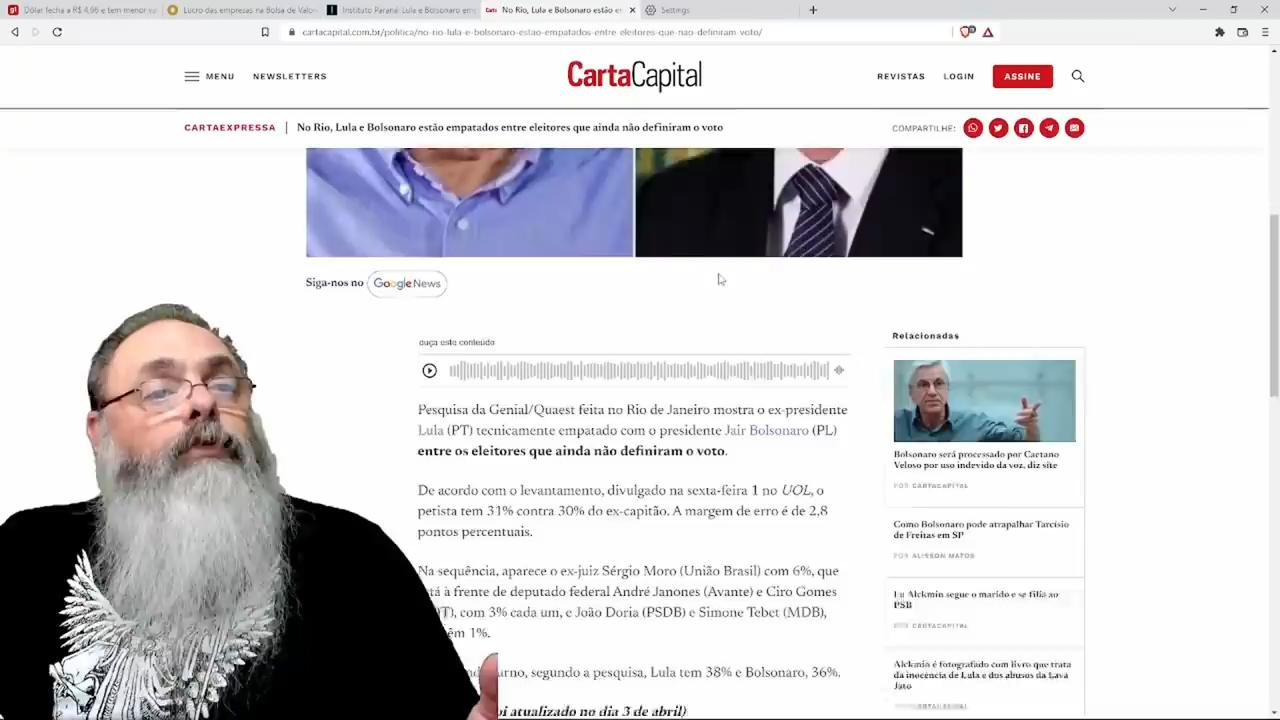 Dólar fecha a R$ 4,66 e tem menor va
Lucro das empresas na Bolsa de Valor
Instituto Paraná: Lula e Bolsonaro em
No Rio, Lula e Bolsonaro estão e
Settings
cartacapital.com.br/politica/no-rio-lula-e-bolsonaro-estao-empatados-entre-eleitores-que-nao-definiram-voto/
MENU
NEWSLETTERS
CartaCapital
REVISTAS
LOGIN
ASSINE
CARTAEXPRESSA | No Rio, Lula e Bolsonaro estão empatados entre eleitores que ainda não definiram o voto
COMPARTILHE:
Siga-nos no Google News
ouça este conteúdo
Pesquisa da Genial/Quaest feita no Rio de Janeiro mostra o ex-presidente
Lula (PT) tecnicamente empatado com o presidente Jair Bolsonaro (PL)
entre os eleitores que ainda não definiram o voto.
De acordo com o levantamento, divulgado na sexta-feira 1 no UOL, o
petista tem 31% contra 30% do ex-capitão. A margem de erro é de 2,8
pontos percentuais.
Na sequência, aparece o ex-juiz Sérgio Moro (União Brasil) com 6%, que
á à frente de deputado federal André Janones (Avante) e Ciro Gomes
T), com 3% cada um, e João Doria (PSDB) e Simone Tebet (MDB),
êm 1%.
urno, segundo a pesquisa, Lula tem 38% e Bolsonaro, 36%.
i atualizado no dia 3 de abril)
Relacionadas
Bolsonaro será processado por Caetano
Veloso por uso indevido da voz, diz site
POR CARTACAPITAL
Como Bolsonaro pode atrapalhar Tarcísio
de Freitas em SP
POR ALISSON MATOS
Lu Alckmin segue o marido e se filia ao
PSB
CARTACAPITAL
Alckmin é fotografado com livro que trata
da inocência de Lula e dos abusos da Lava
Jato